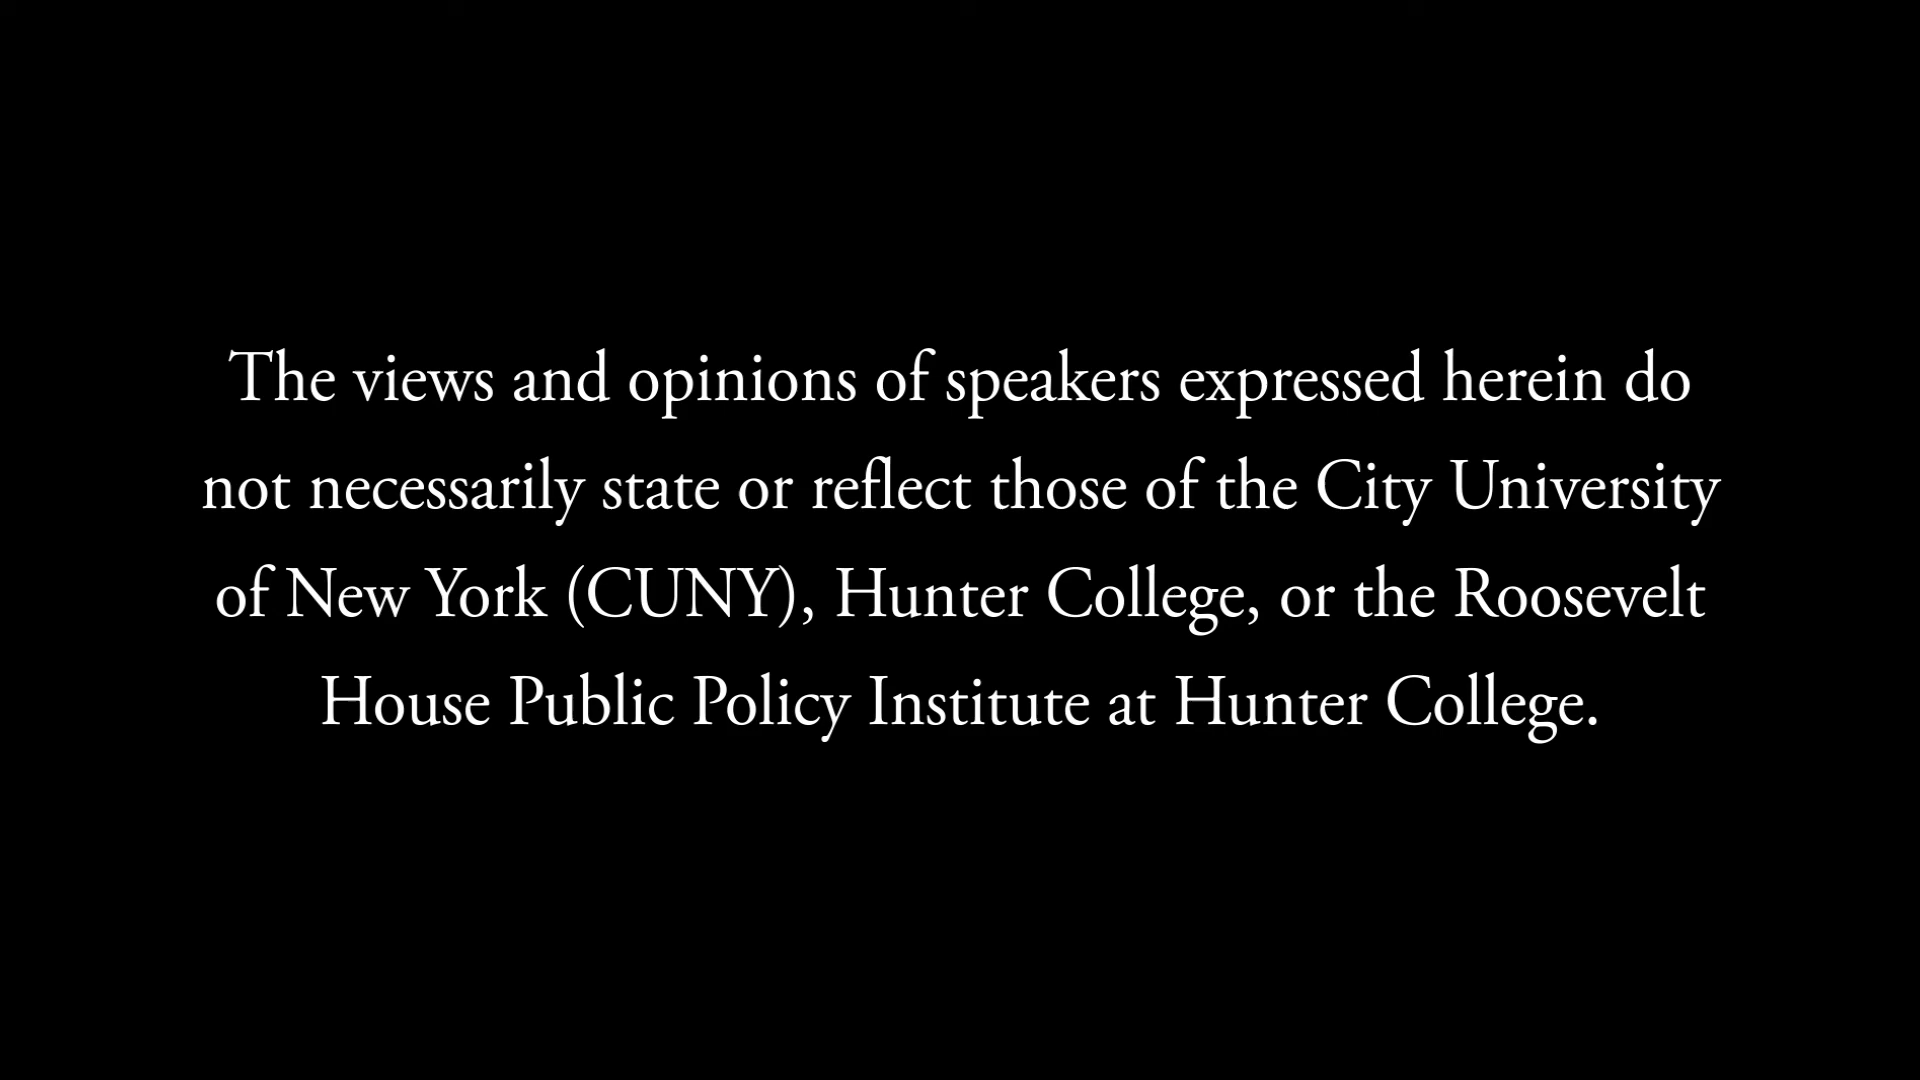 The views and opinions of speakers expressed herein do
not necessarily state or reflect those of the City University
of New York (CUNY), Hunter College, or the Roosevelt
House Public Policy Institute at Hunter College.